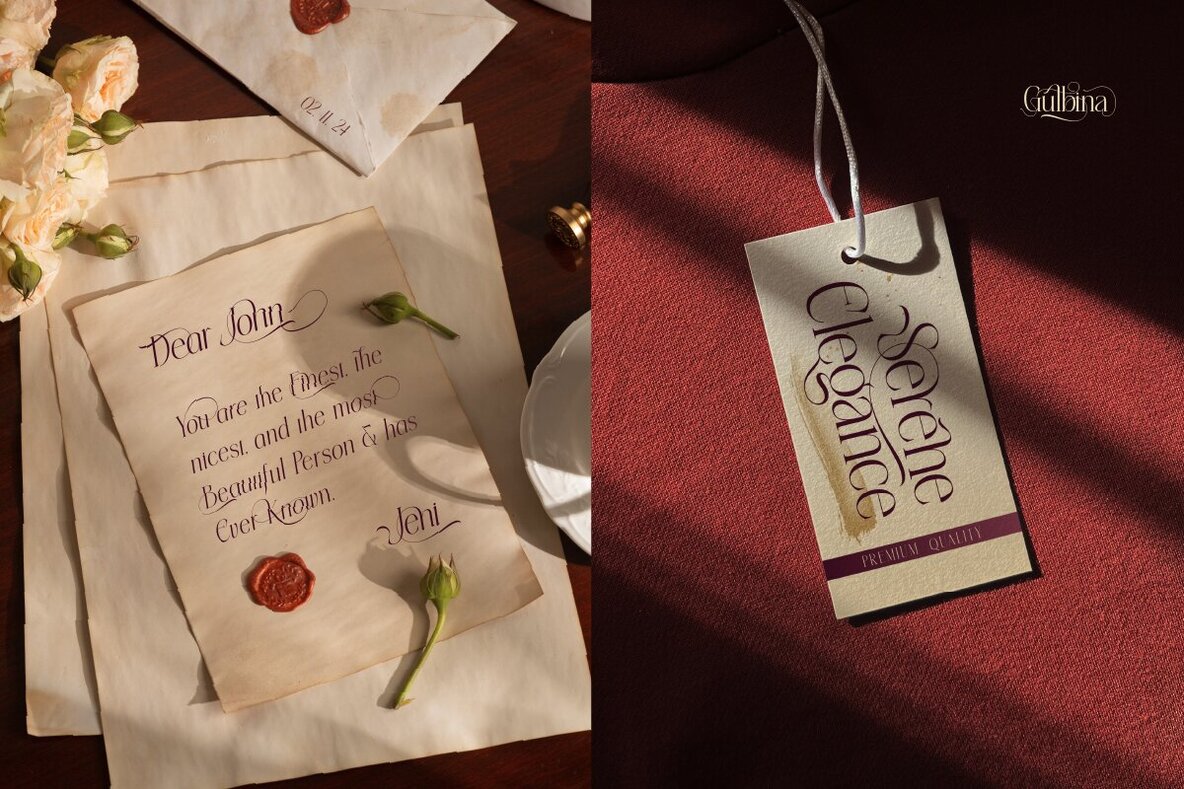 02. 11. 24
Dear John
You are the Finest, the
nicest, and the most
Beautiful Person & has
Ever Known.
Jeni
Gulbina
Serene
Elegance
PREMIUM QUALITY